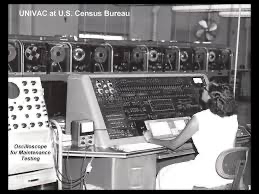 UNIVAC at U.S. Census Bureau
Oscilloscope
for Maintenance
Testing